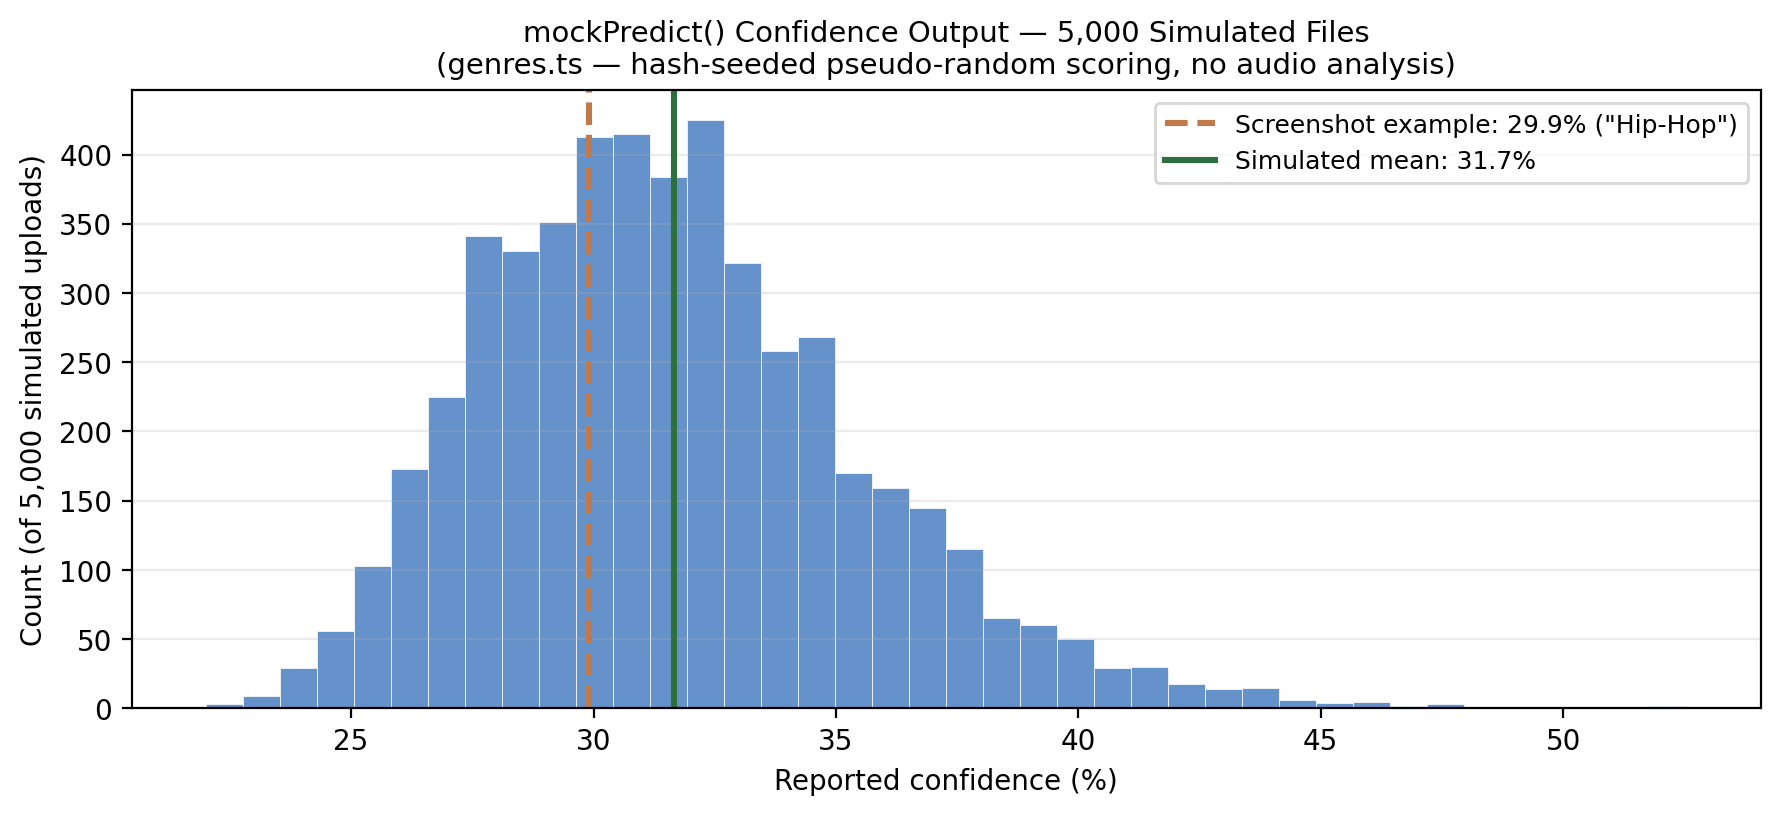 mockPredict() Confidence Output — 5,000 Simulated Files
(genres.ts — hash-seeded pseudo-random scoring, no audio analysis)
Screenshot example: 29.9% ("Hip-Hop")
Simulated mean: 31.7%
Count (of 5,000 simulated uploads)
400
350
300
250
200
150
100
50
0
25 30 35 40 45 50
Reported confidence (%)